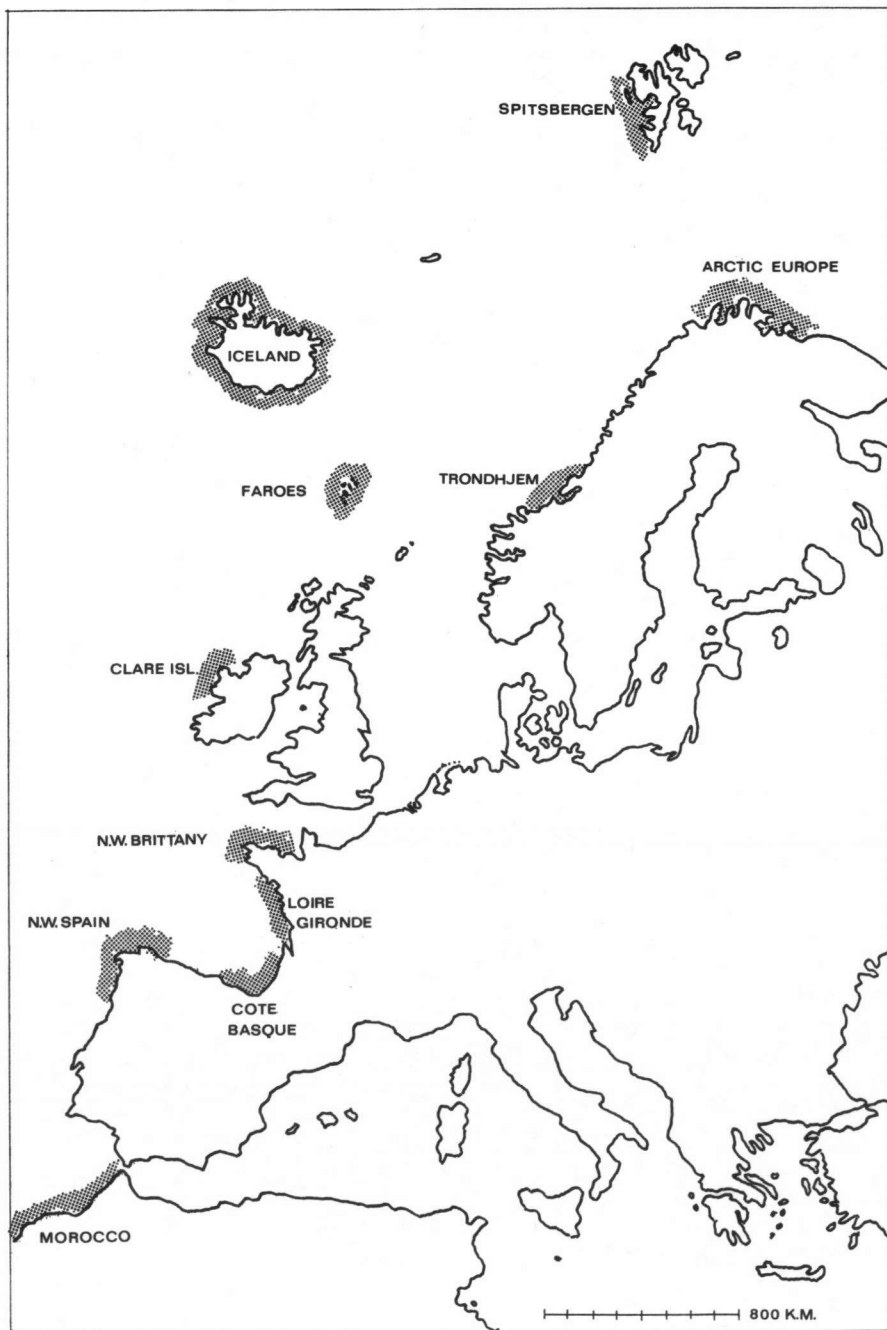 SPITSBERGEN
ARCTIC EUROPE
ICELAND
FAROES
TRONDHJEM
CLARE ISL.
N.W. BRITTANY
LOIRE
GIRONDE
N.W. SPAIN
COTE
BASQUE
MOROCCO
800 K.M.